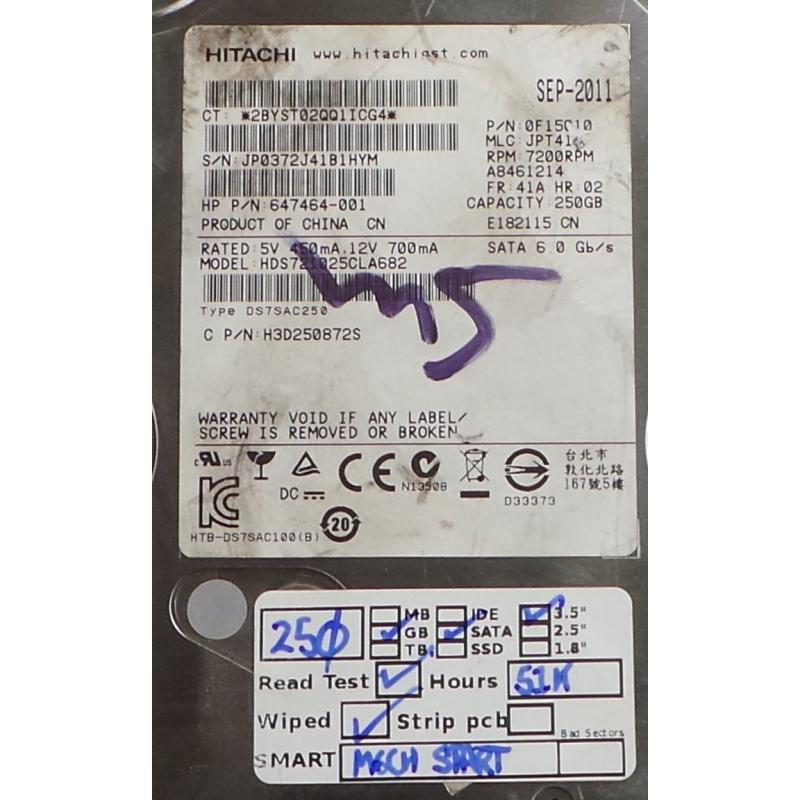 HITACHI www.hitachigst.com
SEP-2011
CT: *2BYST02QQ1ICG4*
P/N:0F15C10
MLC:JPT41
S/N:JP0372J41B1HYM
RPM:7200RPM
A8461214
FR:41A HR:02
HP P/N:647464-001
CAPACITY:250GB
PRODUCT OF CHINA CN
E182115 CN
RATED:5V 450mA.12V 700mA
SATA 6.0 Gb/s
MODEL:HDS721025CLA682
Type DS7SAC250
C P/N:H3D250872S
WARRANTY VOID IF ANY LABEL/
SCREW IS REMOVED OR BROKEN
台北市
敦化北路
167號5樓
c RU us
DC
CE
N13508
D33373
20
HTB-DS7SAC100(B)
250
MB IDE 3.5"
GB SATA 2.5"
TB SSD 1.8"
Read Test Hours 51K
Wiped Strip pcb
Bad Sectors
SMART MECH START